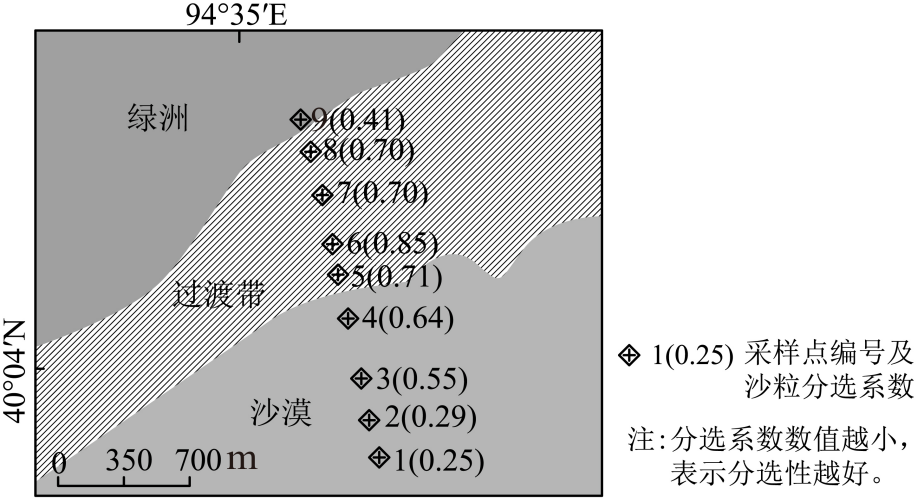 94°35′E
绿洲
9(0.41)
8(0.70)
7(0.70)
6(0.85)
5(0.71)
过渡带
4(0.64)
40°04′N
3(0.55)
沙漠
2(0.29)
1(0.25)
0 350 700 m
1(0.25) 采样点编号及
沙粒分选系数
注:分选系数数值越小，
表示分选性越好。